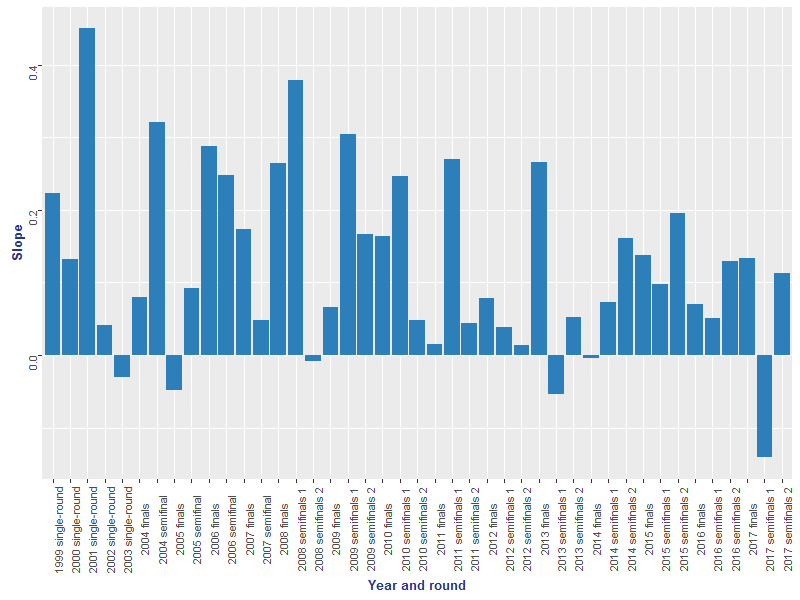 Slope
0.4
0.2
0.0
1999 single-round
2000 single-round
2001 single-round
2002 single-round
2003 single-round
2004 finals
2004 semifinal
2005 finals
2005 semifinal
2006 finals
2006 semifinal
2007 finals
2007 semifinal
2008 finals
2008 semifinals 1
2008 semifinals 2
2009 finals
2009 semifinals 1
2009 semifinals 2
2010 finals
2010 semifinals 1
2010 semifinals 2
2011 finals
2011 semifinals 1
2011 semifinals 2
2012 finals
2012 semifinals 1
2012 semifinals 2
2013 finals
2013 semifinals 1
2013 semifinals 2
2014 finals
2014 semifinals 1
2014 semifinals 2
2015 finals
2015 semifinals 1
2015 semifinals 2
2016 finals
2016 semifinals 1
2016 semifinals 2
2017 finals
2017 semifinals 1
2017 semifinals 2
Year and round